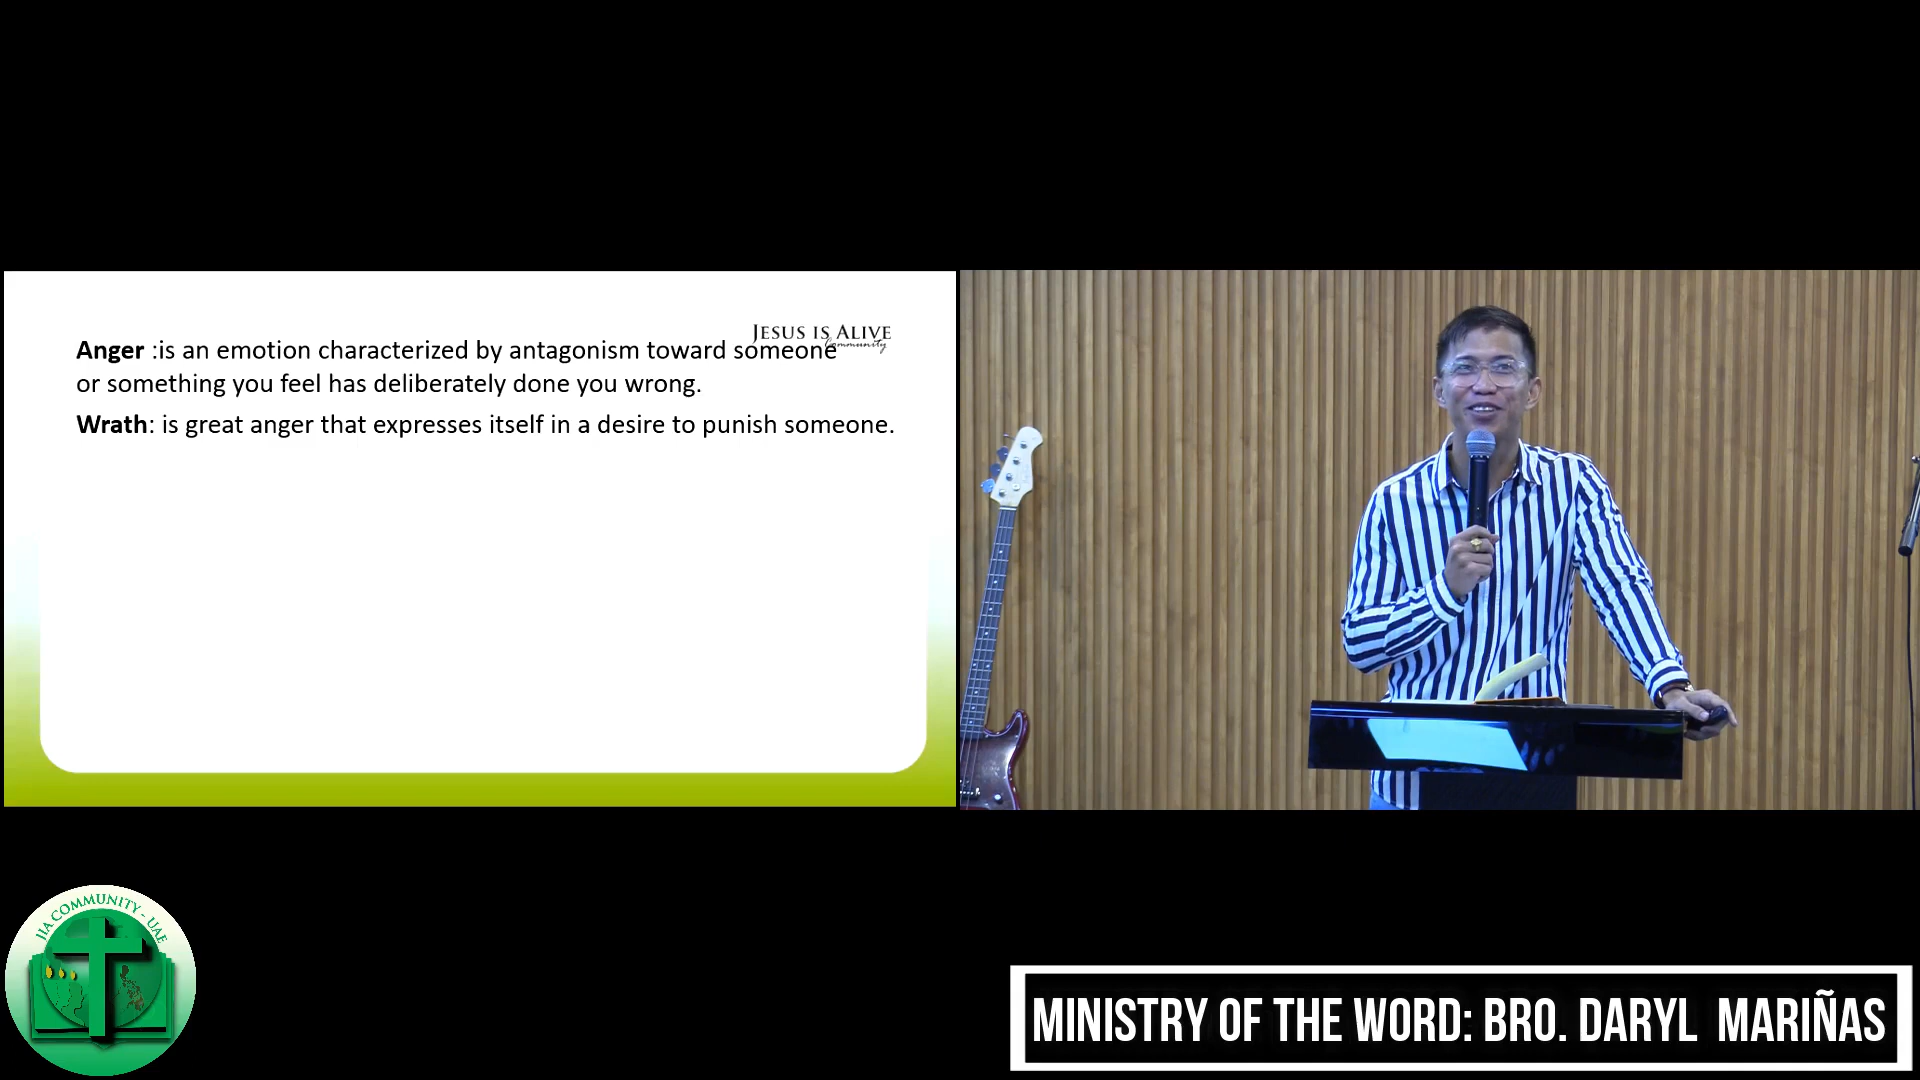 JESUS IS ALIVE
Community
Anger :is an emotion characterized by antagonism toward someone
or something you feel has deliberately done you wrong.
Wrath: is great anger that expresses itself in a desire to punish someone.
JIA COMMUNITY - UAE
MINISTRY OF THE WORD: BRO. DARYL MARIÑAS